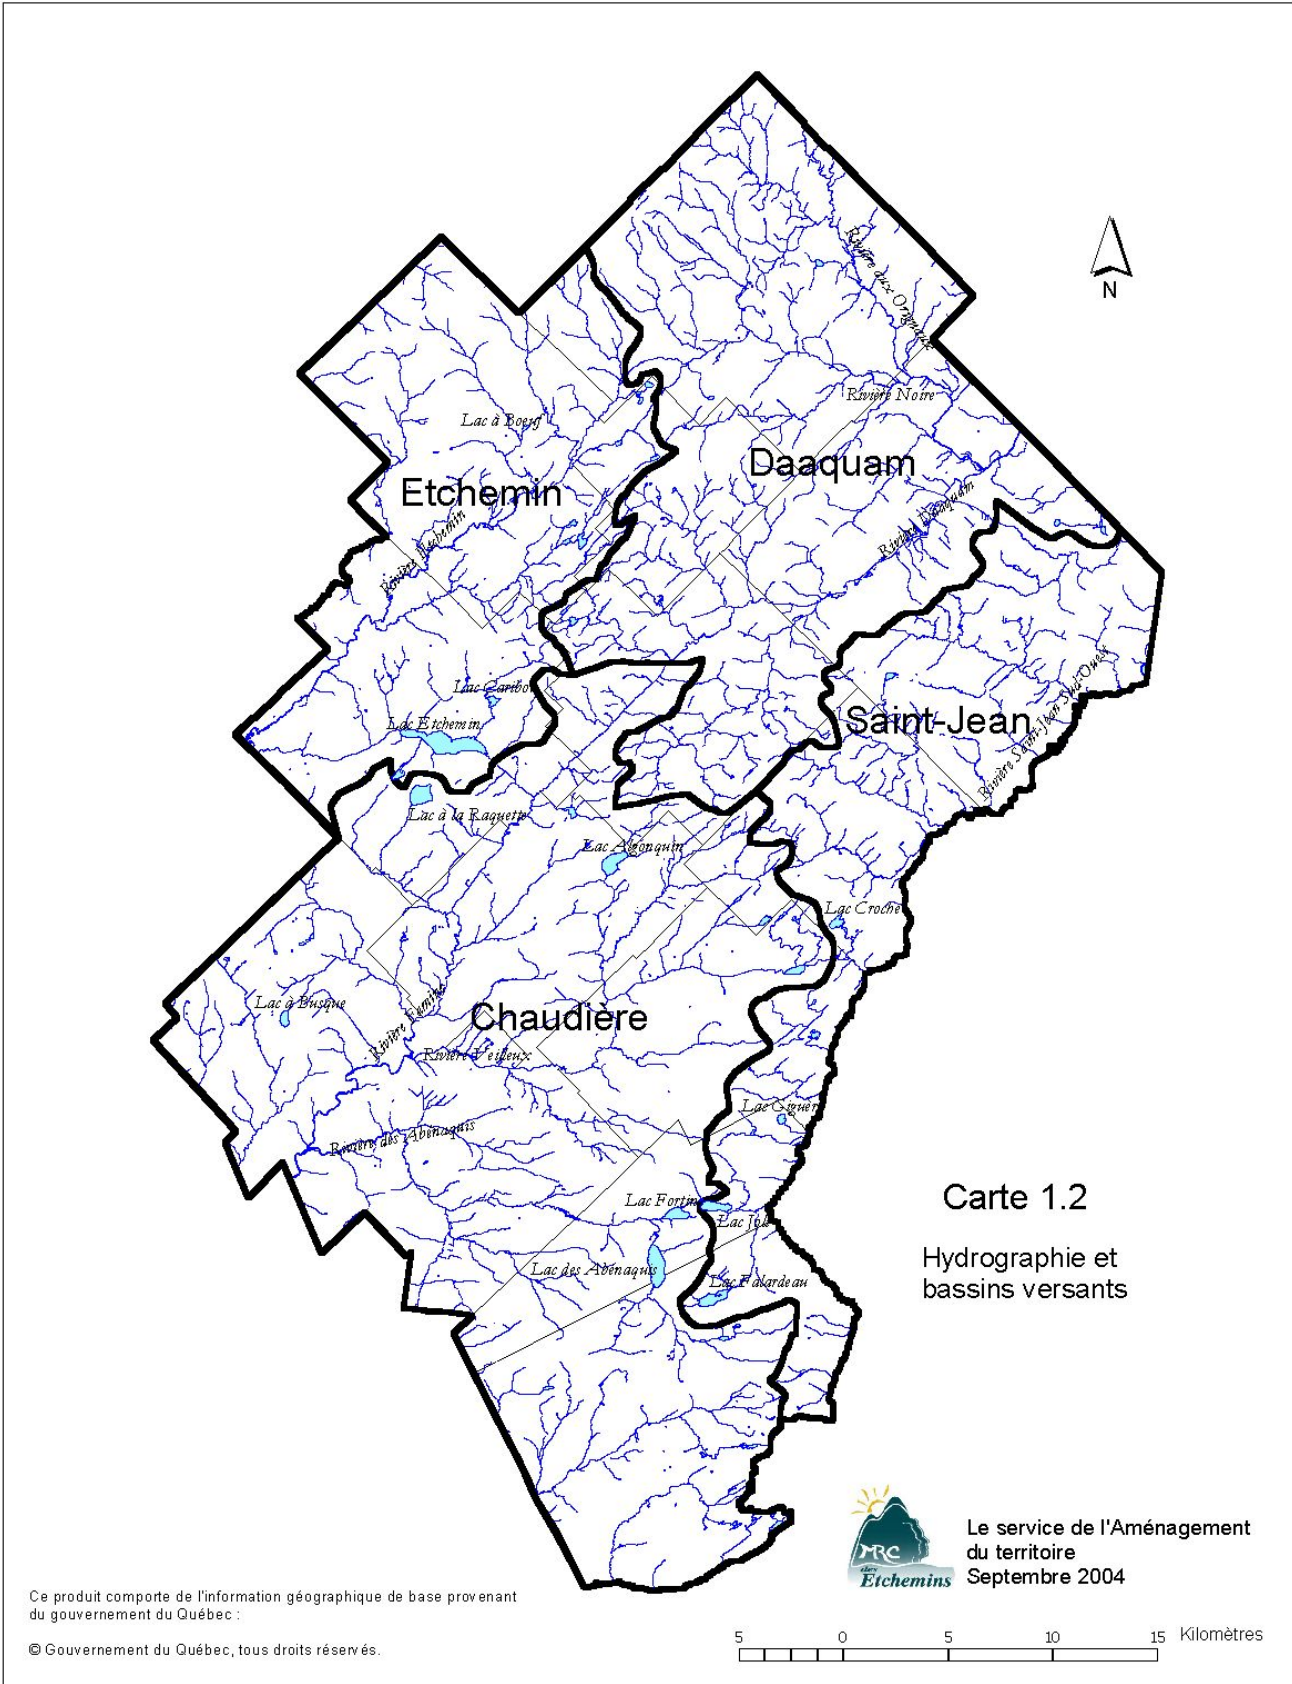 Rivière aux Orignaux
N
Rivière Noire
Lac à Boeuf
Daaquam
Etchemin
Rivière Daaquam
Rivière Etchemin
Lac Caribou
Lac Etchemin
Saint-Jean
Rivière Saint-Jean Sud-Ouest
Lac à la Raquette
Lac Algonquin
Lac Croche
Lac à Busque
Rivière Famine
Chaudière
Rivière Veilleux
Lac Giguer
Rivière des Abénaquis
Lac Fortin
Carte 1.2
Lac Joli
Hydrographie et
bassins versants
Lac des Abénaquis
Lac Falardeau
MRC
des
Etchemins
Le service de l'Aménagement
du territoire
Septembre 2004
Ce produit comporte de l'information géographique de base provenant
du gouvernement du Québec :
© Gouvernement du Québec, tous droits réservés.
5 0 5 10 15 Kilomètres